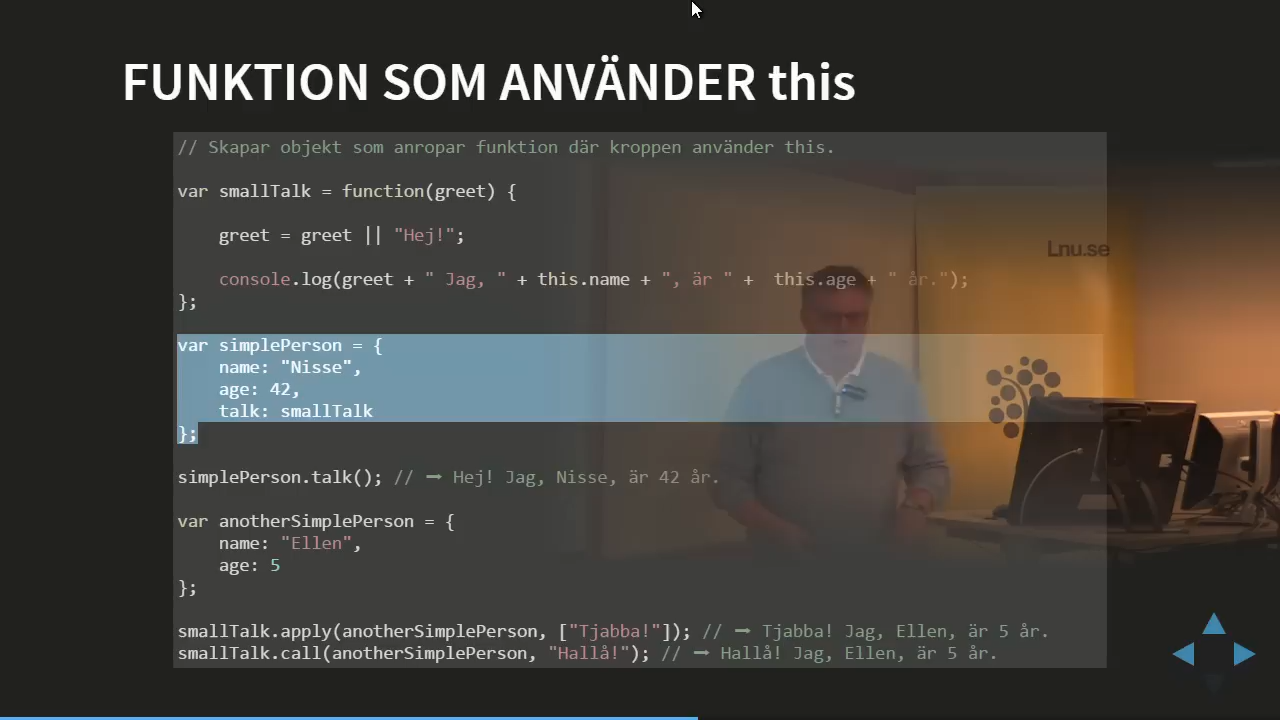 FUNKTION SOM ANVÄNDER this
// Skapar objekt som anropar funktion där kroppen använder this.
var smallTalk = function(greet) {
greet = greet || "Hej!";
console.log(greet + " Jag, " + this.name + ", är " +  this.age + " år.");
};
Lnu.se
var simplePerson = {
name: "Nisse",
age: 42,
talk: smallTalk
};
simplePerson.talk(); // ➞ Hej! Jag, Nisse, är 42 år.
var anotherSimplePerson = {
name: "Ellen",
age: 5
};
smallTalk.apply(anotherSimplePerson, ["Tjabba!"]); // ➞ Tjabba! Jag, Ellen, är 5 år.
smallTalk.call(anotherSimplePerson, "Hallå!"); // ➞ Hallå! Jag, Ellen, är 5 år.